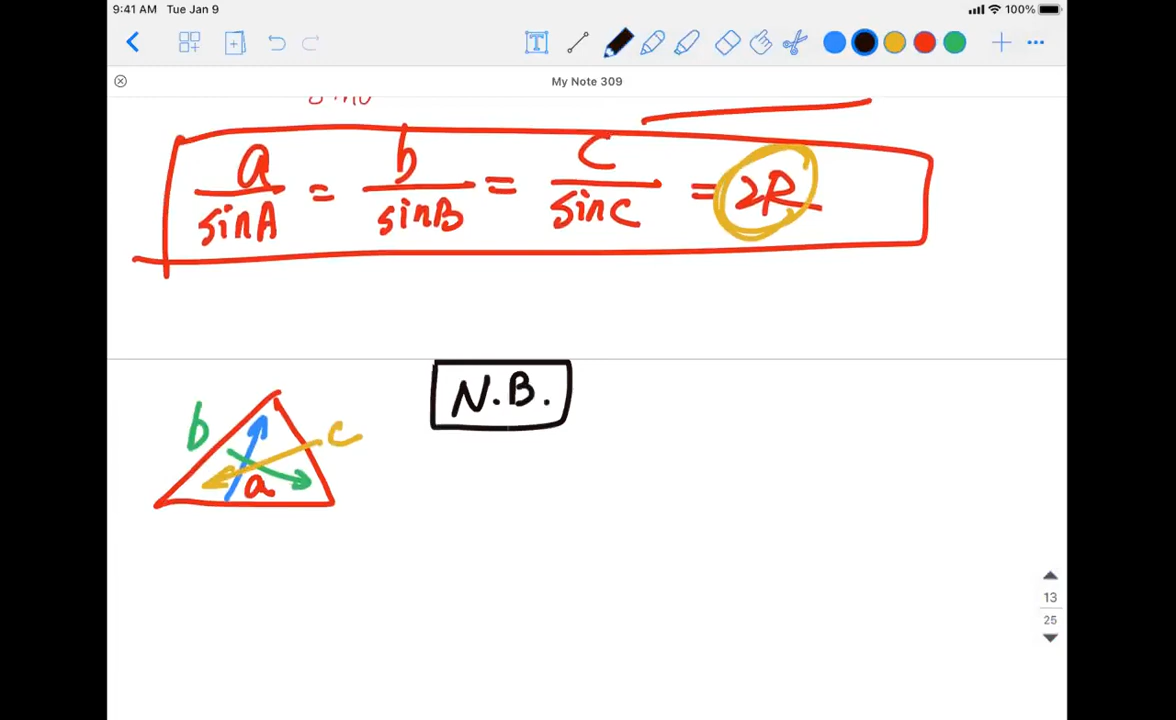 9:41 AM Tue Jan 9 100%
T
My Note 309
a/sinA = b/sinB = c/sinC = 2R
N.B.
b
c
a
13
25